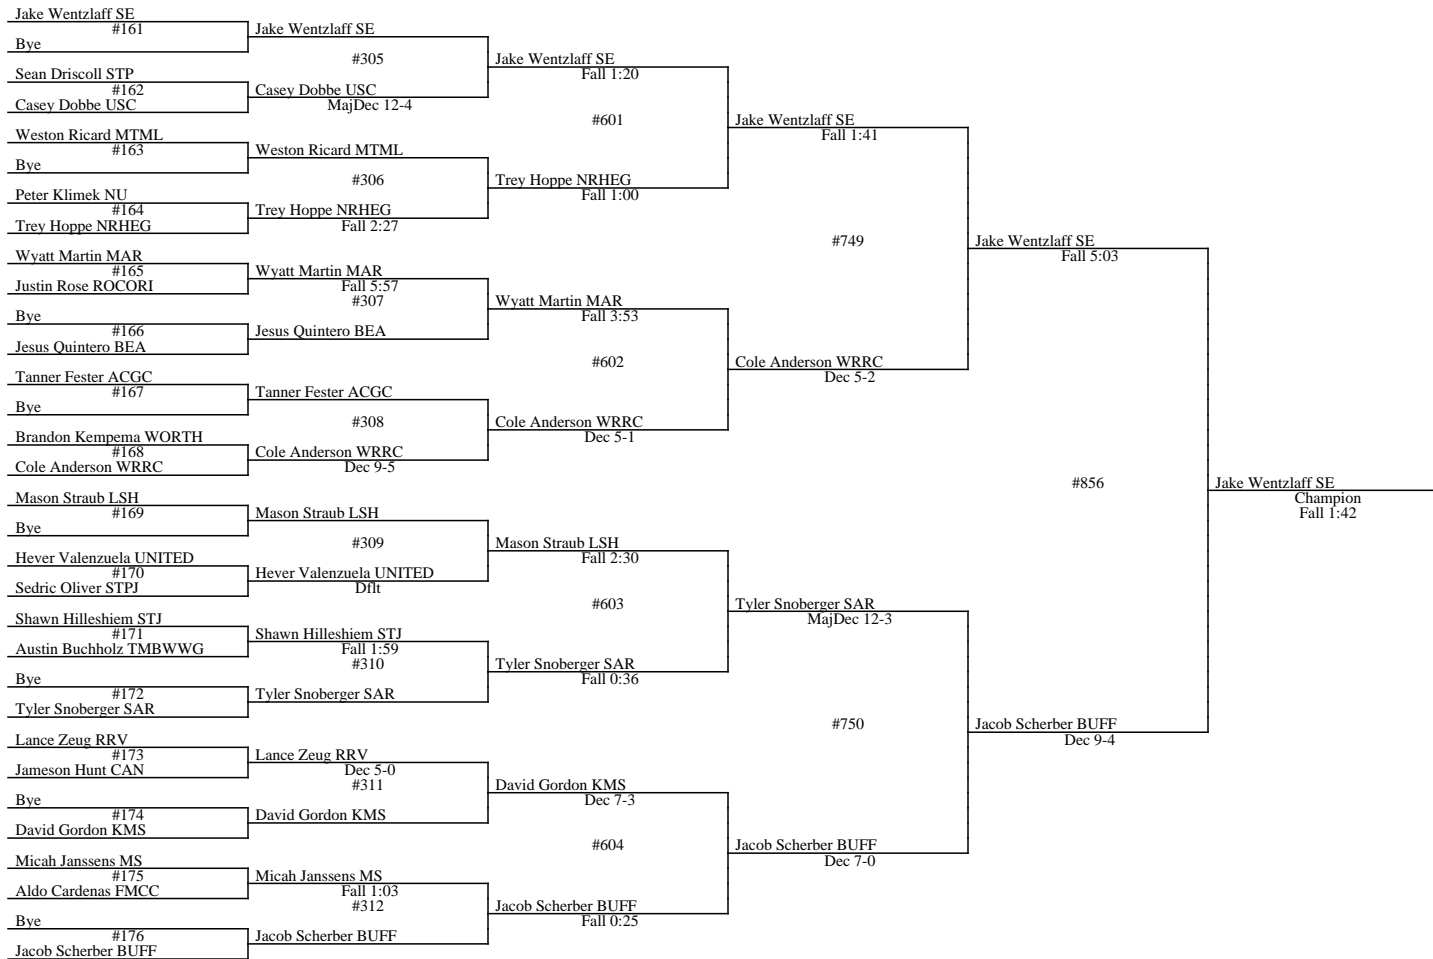 Jake Wentzlaff SE
#161
Bye
Sean Driscoll STP
#162
Casey Dobbe USC
Weston Ricard MTML
#163
Bye
Peter Klimek NU
#164
Trey Hoppe NRHEG
Wyatt Martin MAR
#165
Justin Rose ROCORI
Bye
#166
Jesus Quintero BEA
Tanner Fester ACGC
#167
Bye
Brandon Kempema WORTH
#168
Cole Anderson WRRC
Mason Straub LSH
#169
Bye
Hever Valenzuela UNITED
#170
Sedric Oliver STPJ
Shawn Hilleshiem STJ
#171
Austin Buchholz TMBWWG
Bye
#172
Tyler Snoberger SAR
Lance Zeug RRV
#173
Jameson Hunt CAN
Bye
#174
David Gordon KMS
Micah Janssens MS
#175
Aldo Cardenas FMCC
Bye
#176
Jacob Scherber BUFF
Jake Wentzlaff SE
#305
Casey Dobbe USC
MajDec 12-4
Weston Ricard MTML
#306
Trey Hoppe NRHEG
Fall 2:27
Wyatt Martin MAR
Fall 5:57
#307
Jesus Quintero BEA
Tanner Fester ACGC
#308
Cole Anderson WRRC
Dec 9-5
Mason Straub LSH
#309
Hever Valenzuela UNITED
Dflt
Shawn Hilleshiem STJ
Fall 1:59
#310
Tyler Snoberger SAR
Lance Zeug RRV
Dec 5-0
#311
David Gordon KMS
Micah Janssens MS
Fall 1:03
#312
Jacob Scherber BUFF
Jake Wentzlaff SE
Fall 1:20
#601
Trey Hoppe NRHEG
Fall 1:00
Wyatt Martin MAR
Fall 3:53
#602
Cole Anderson WRRC
Dec 5-1
Mason Straub LSH
Fall 2:30
#603
Tyler Snoberger SAR
Fall 0:36
David Gordon KMS
Dec 7-3
#604
Jacob Scherber BUFF
Fall 0:25
Jake Wentzlaff SE
Fall 1:41
#749
Cole Anderson WRRC
Dec 5-2
Tyler Snoberger SAR
MajDec 12-3
#750
Jacob Scherber BUFF
Dec 7-0
Jake Wentzlaff SE
Fall 5:03
#856
Jacob Scherber BUFF
Dec 9-4
Jake Wentzlaff SE
Champion
Fall 1:42